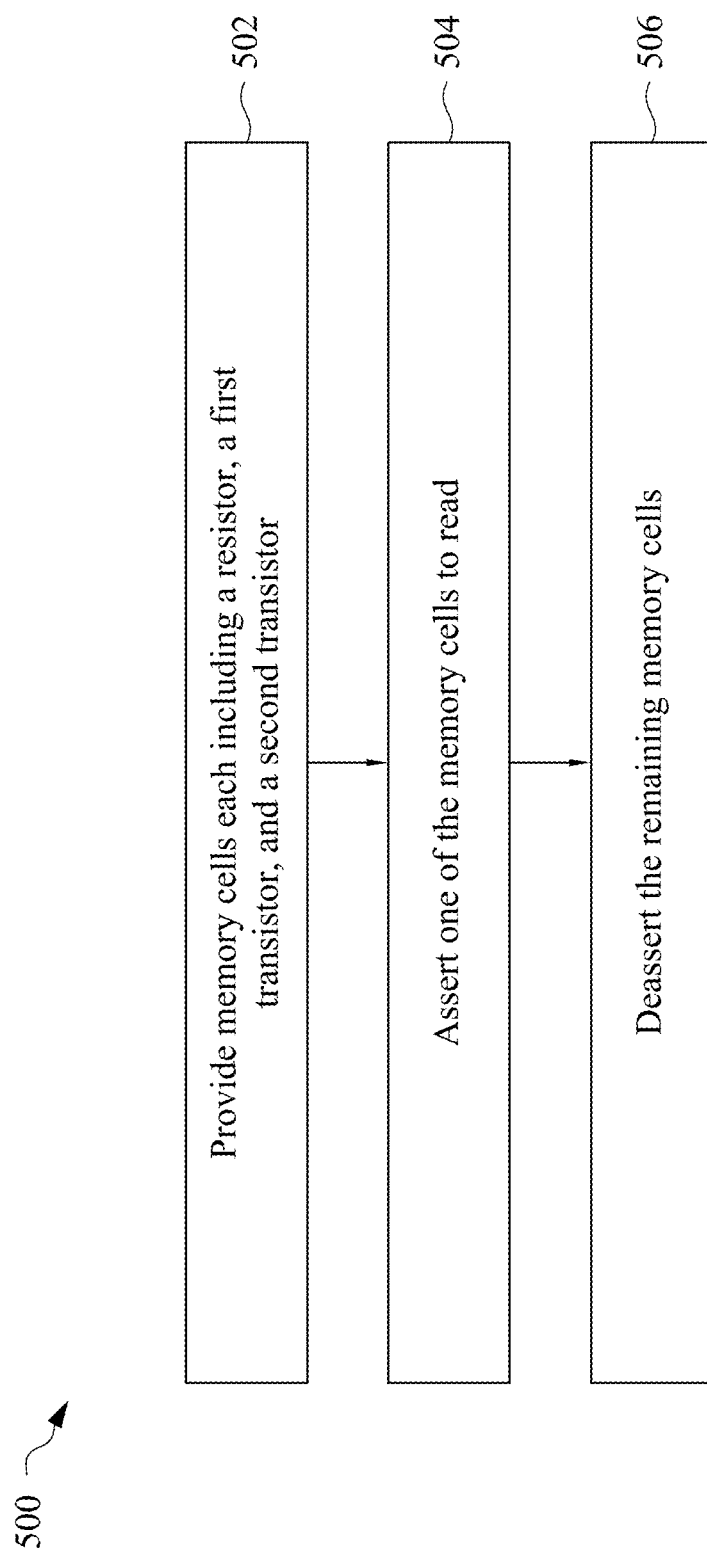 500
Provide memory cells each including a resistor, a first
transistor, and a second transistor
502
Assert one of the memory cells to read
504
Deassert the remaining memory cells
506